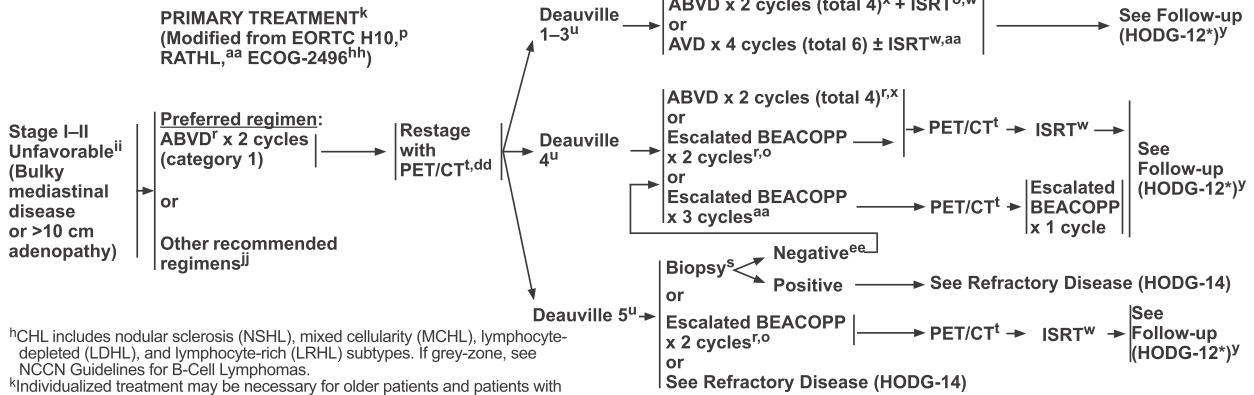 PRIMARY TREATMENTᵏ
(Modified from EORTC H10,ᵖ
RATHL,ᵃᵃ ECOG-2496ʰʰ)
Stage I–II
Unfavorableⁱⁱ
(Bulky
mediastinal
disease
or >10 cm
adenopathy)
Preferred regimen:
ABVDʳ x 2 cycles
(category 1)
or
Other recommended
regimensʲʲ
Restage
with
PET/CTᵗ,ᵈᵈ
Deauville
1–3ᵘ
ABVD x 2 cycles (total 4)ˣ + ISRTᵒ,ʷ
or
AVD x 4 cycles (total 6) ± ISRTʷ,ᵃᵃ
See Follow-up
(HODG-12*)ʸ
Deauville
4ᵘ
ABVD x 2 cycles (total 4)ʳ,ˣ
or
Escalated BEACOPP
x 2 cyclesʳ,ᵒ
or
Escalated BEACOPP
x 3 cyclesᵃᵃ
PET/CTᵗ
ISRTʷ
PET/CTᵗ
Escalated
BEACOPP
x 1 cycle
See
Follow-up
(HODG-12*)ʸ
Deauville 5ᵘ
Biopsyˢ
Negativeᵉᵉ
Positive
See Refractory Disease (HODG-14)
or
Escalated BEACOPP
x 2 cyclesʳ,ᵒ
or
See Refractory Disease (HODG-14)
PET/CTᵗ
ISRTʷ
See
Follow-up
(HODG-12*)ʸ
ʰCHL includes nodular sclerosis (NSHL), mixed cellularity (MCHL), lymphocyte-
depleted (LDHL), and lymphocyte-rich (LRHL) subtypes. If grey-zone, see
NCCN Guidelines for B-Cell Lymphomas.
ᵏIndividualized treatment may be necessary for older patients and patients with